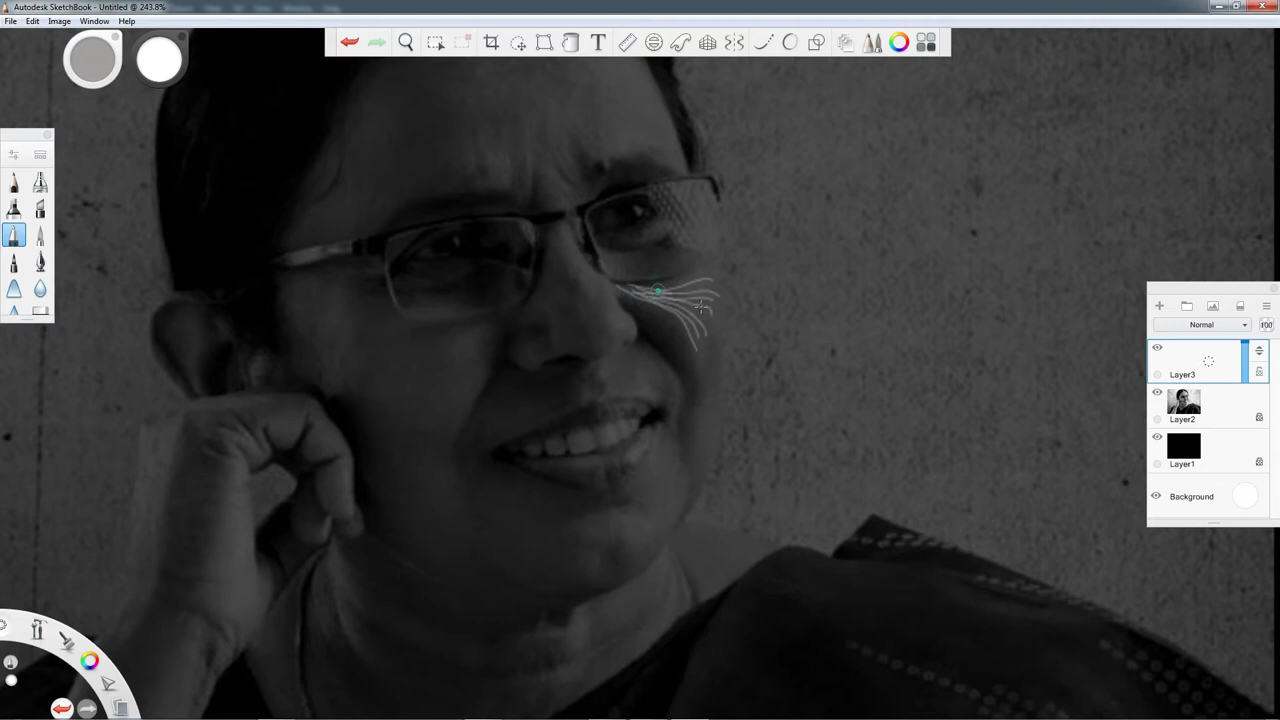 Autodesk SketchBook - Untitled @ 243.8%
File Edit Image Window Help
Normal
100
Layer3
Layer2
Layer1
Background